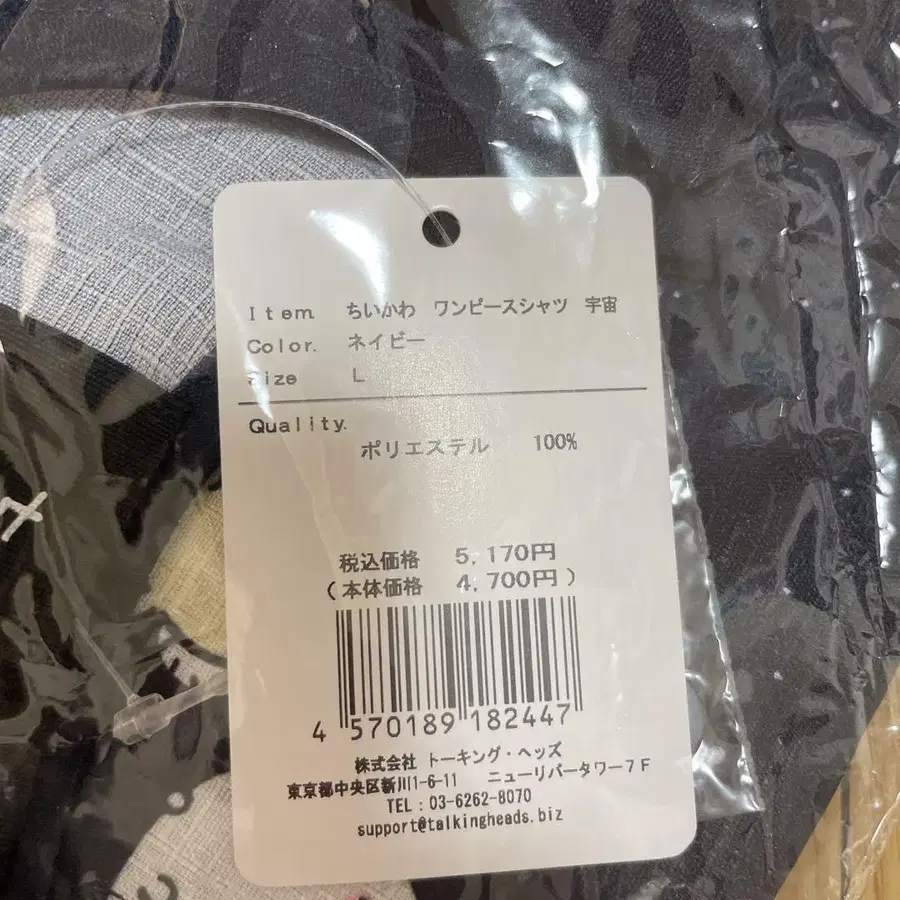 Item　ちいかわ　ワンピースシャツ　宇宙
Color.　ネイビー
Size　L
Quality.
ポリエステル　100%
税込価格　5,170円
(本体価格　4,700円)
4 570189 182447
株式会社 トーキング・ヘッズ
東京都中央区新川1-6-11　ニューリバータワー7F
TEL：03-6262-8070
support@talkingheads.biz